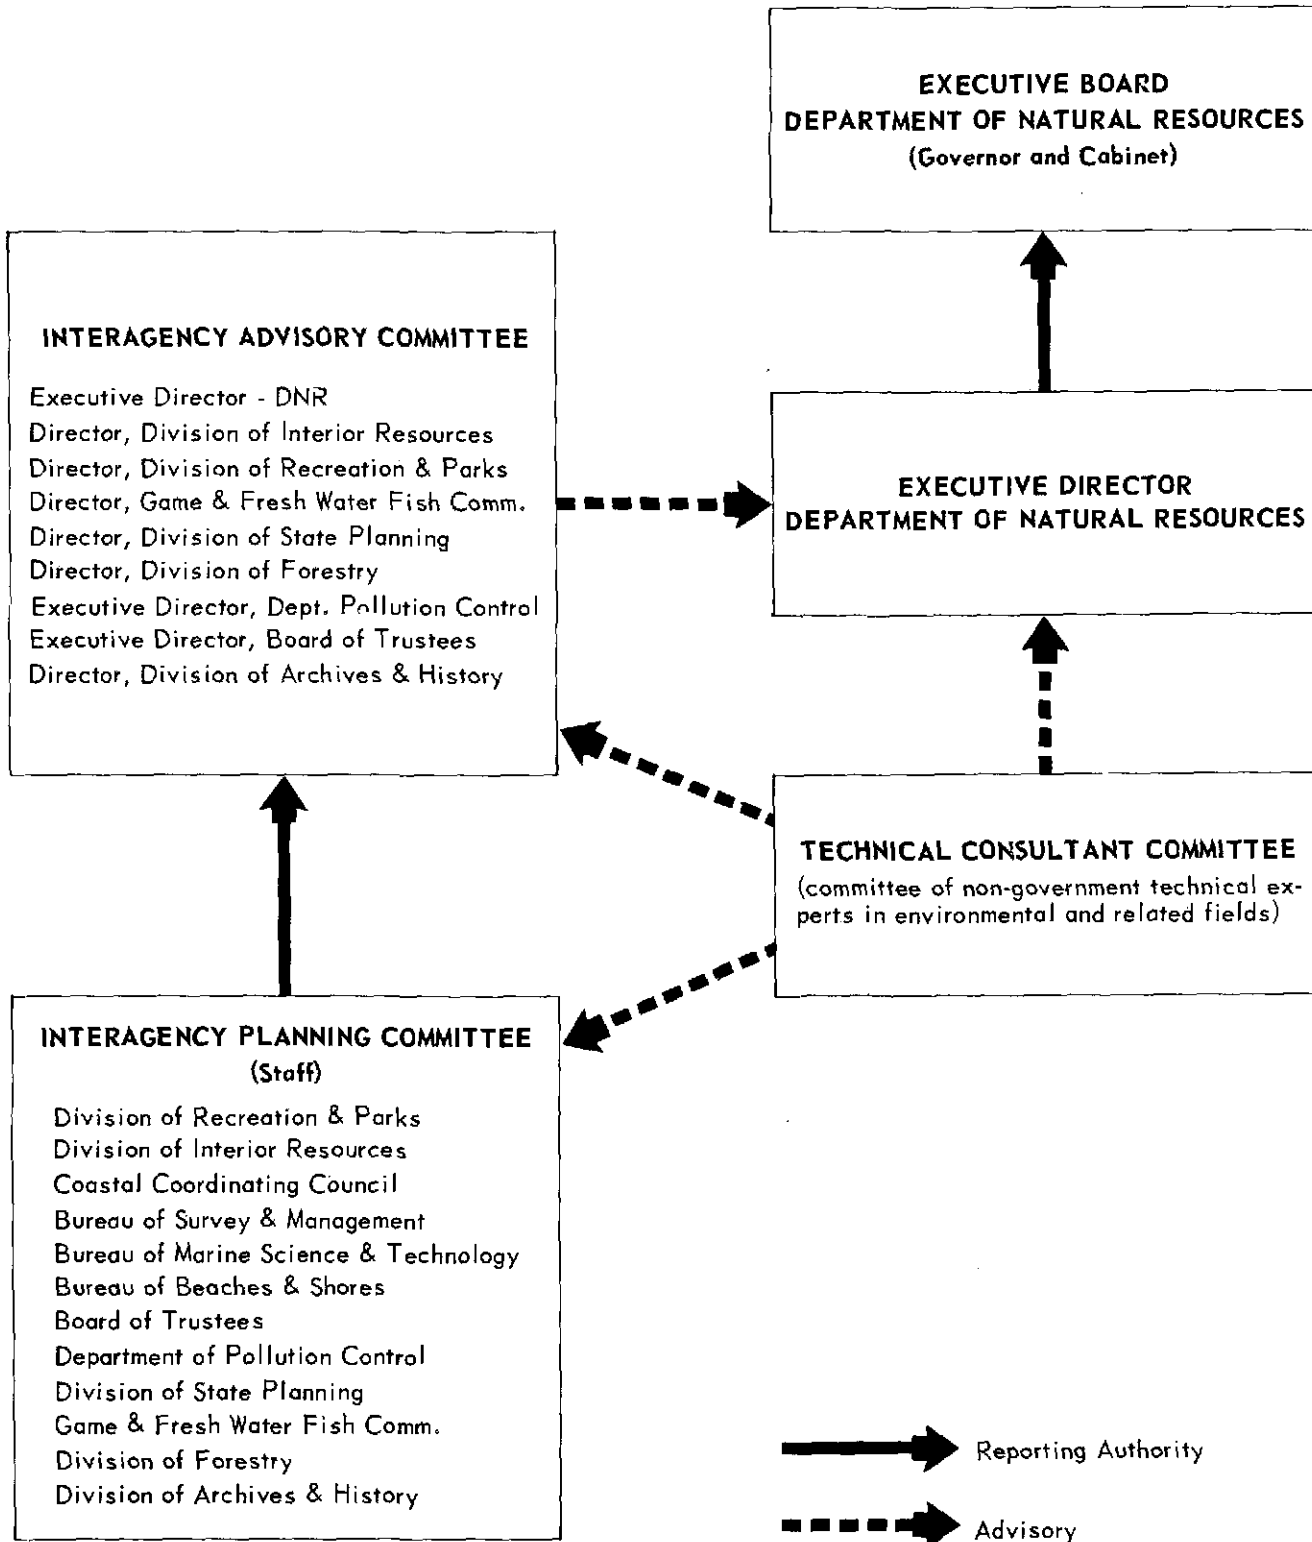 EXECUTIVE BOARD
DEPARTMENT OF NATURAL RESOURCES
(Governor and Cabinet)
INTERAGENCY ADVISORY COMMITTEE
Executive Director - DNR
Director, Division of Interior Resources
Director, Division of Recreation & Parks
Director, Game & Fresh Water Fish Comm.
Director, Division of State Planning
Director, Division of Forestry
Executive Director, Dept. Pollution Control
Executive Director, Board of Trustees
Director, Division of Archives & History
EXECUTIVE DIRECTOR
DEPARTMENT OF NATURAL RESOURCES
TECHNICAL CONSULTANT COMMITTEE
(committee of non-government technical ex-
perts in environmental and related fields)
INTERAGENCY PLANNING COMMITTEE
(Staff)
Division of Recreation & Parks
Division of Interior Resources
Coastal Coordinating Council
Bureau of Survey & Management
Bureau of Marine Science & Technology
Bureau of Beaches & Shores
Board of Trustees
Department of Pollution Control
Division of State Planning
Game & Fresh Water Fish Comm.
Division of Forestry
Division of Archives & History
Reporting Authority
Advisory